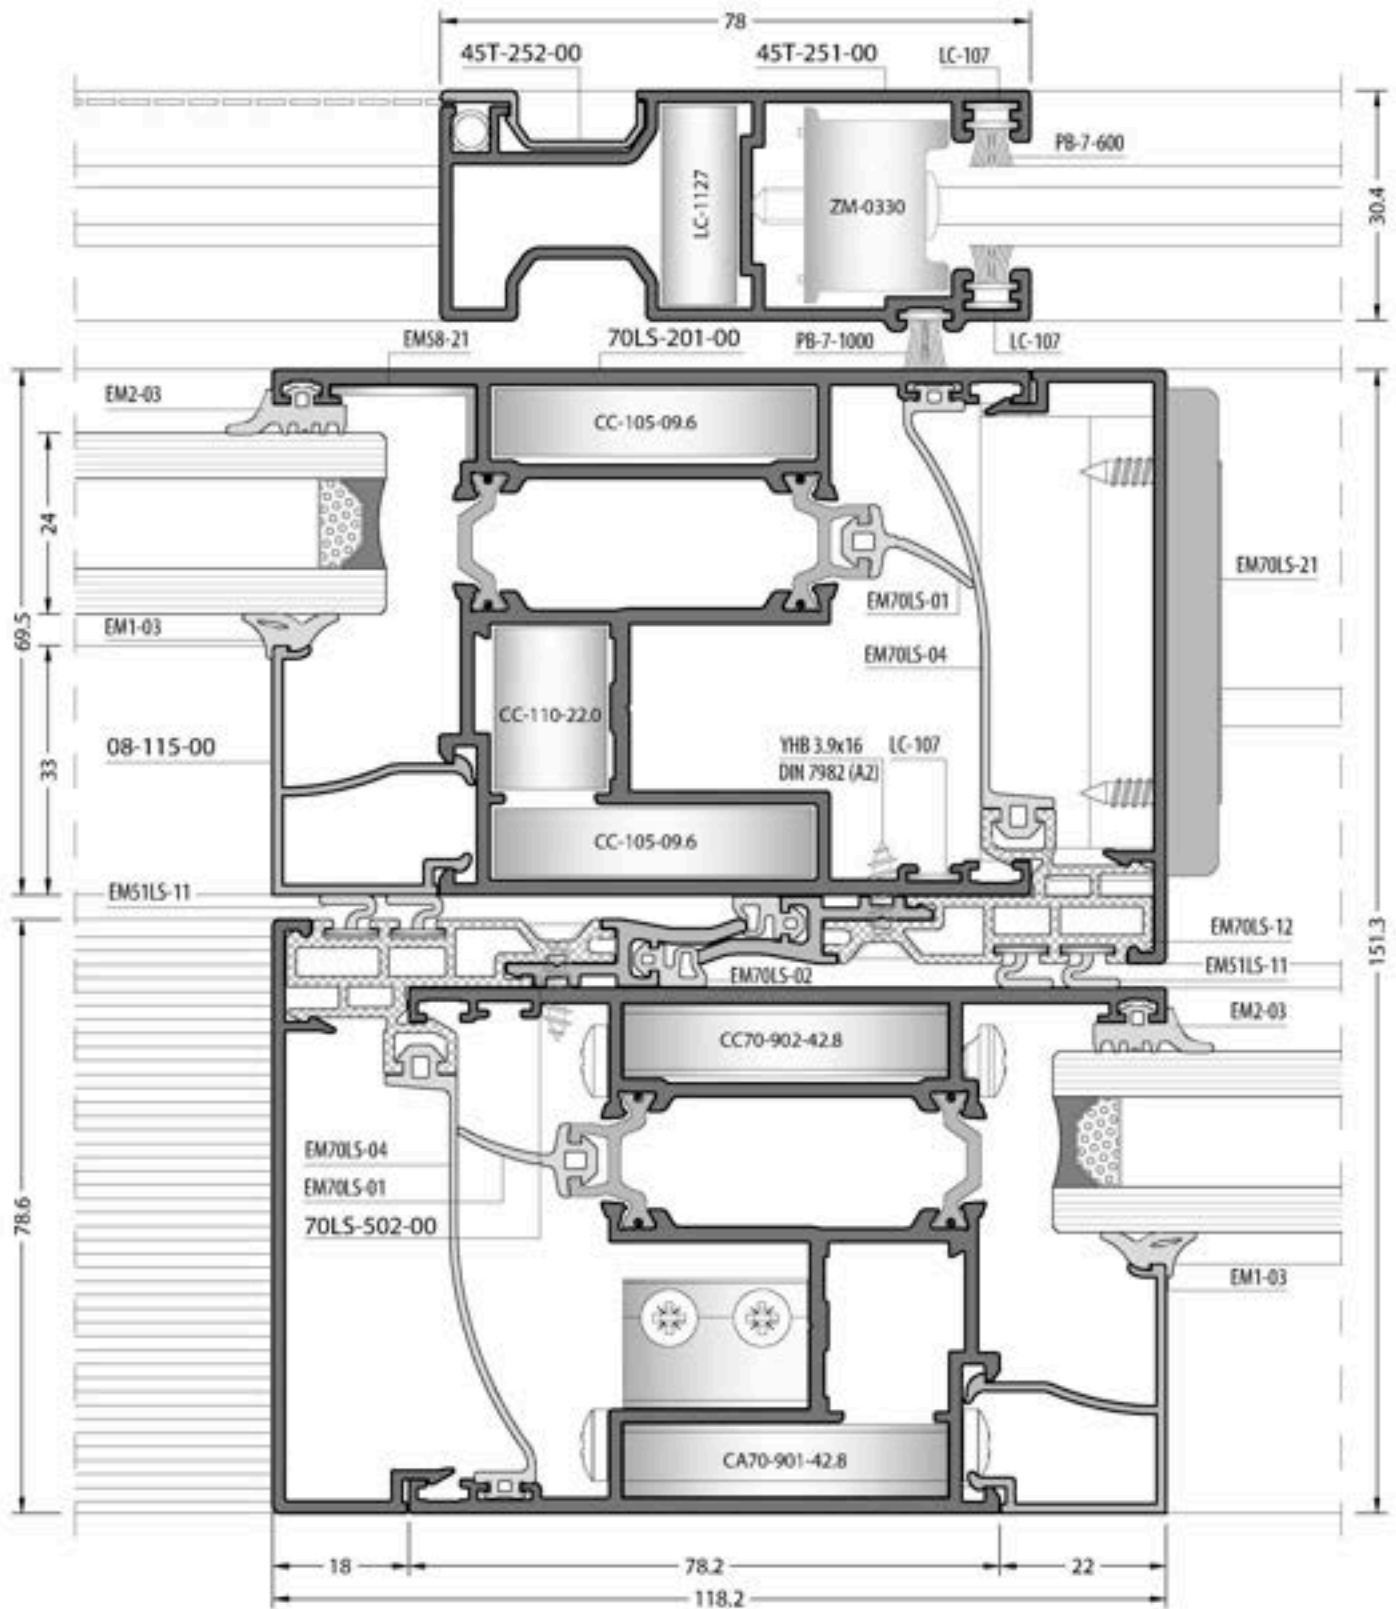 78
45T-252-00
45T-251-00
LC-107
PB-7-600
LC-1127
ZM-0330
30.4
EM58-21
70LS-201-00
PB-7-1000
LC-107
EM2-03
CC-105-09.6
24
69.5
EM70LS-21
EM70LS-01
EM1-03
EM70LS-04
CC-110-22.0
08-115-00
YHB 3.9x16
DIN 7982 (A2)
LC-107
33
CC-105-09.6
EM51LS-11
EM70LS-12
151.3
EM51LS-11
EM70LS-02
EM2-03
CC70-902-42.8
EM70LS-04
EM70LS-01
78.6
70LS-502-00
EM1-03
CA70-901-42.8
18
78.2
22
118.2